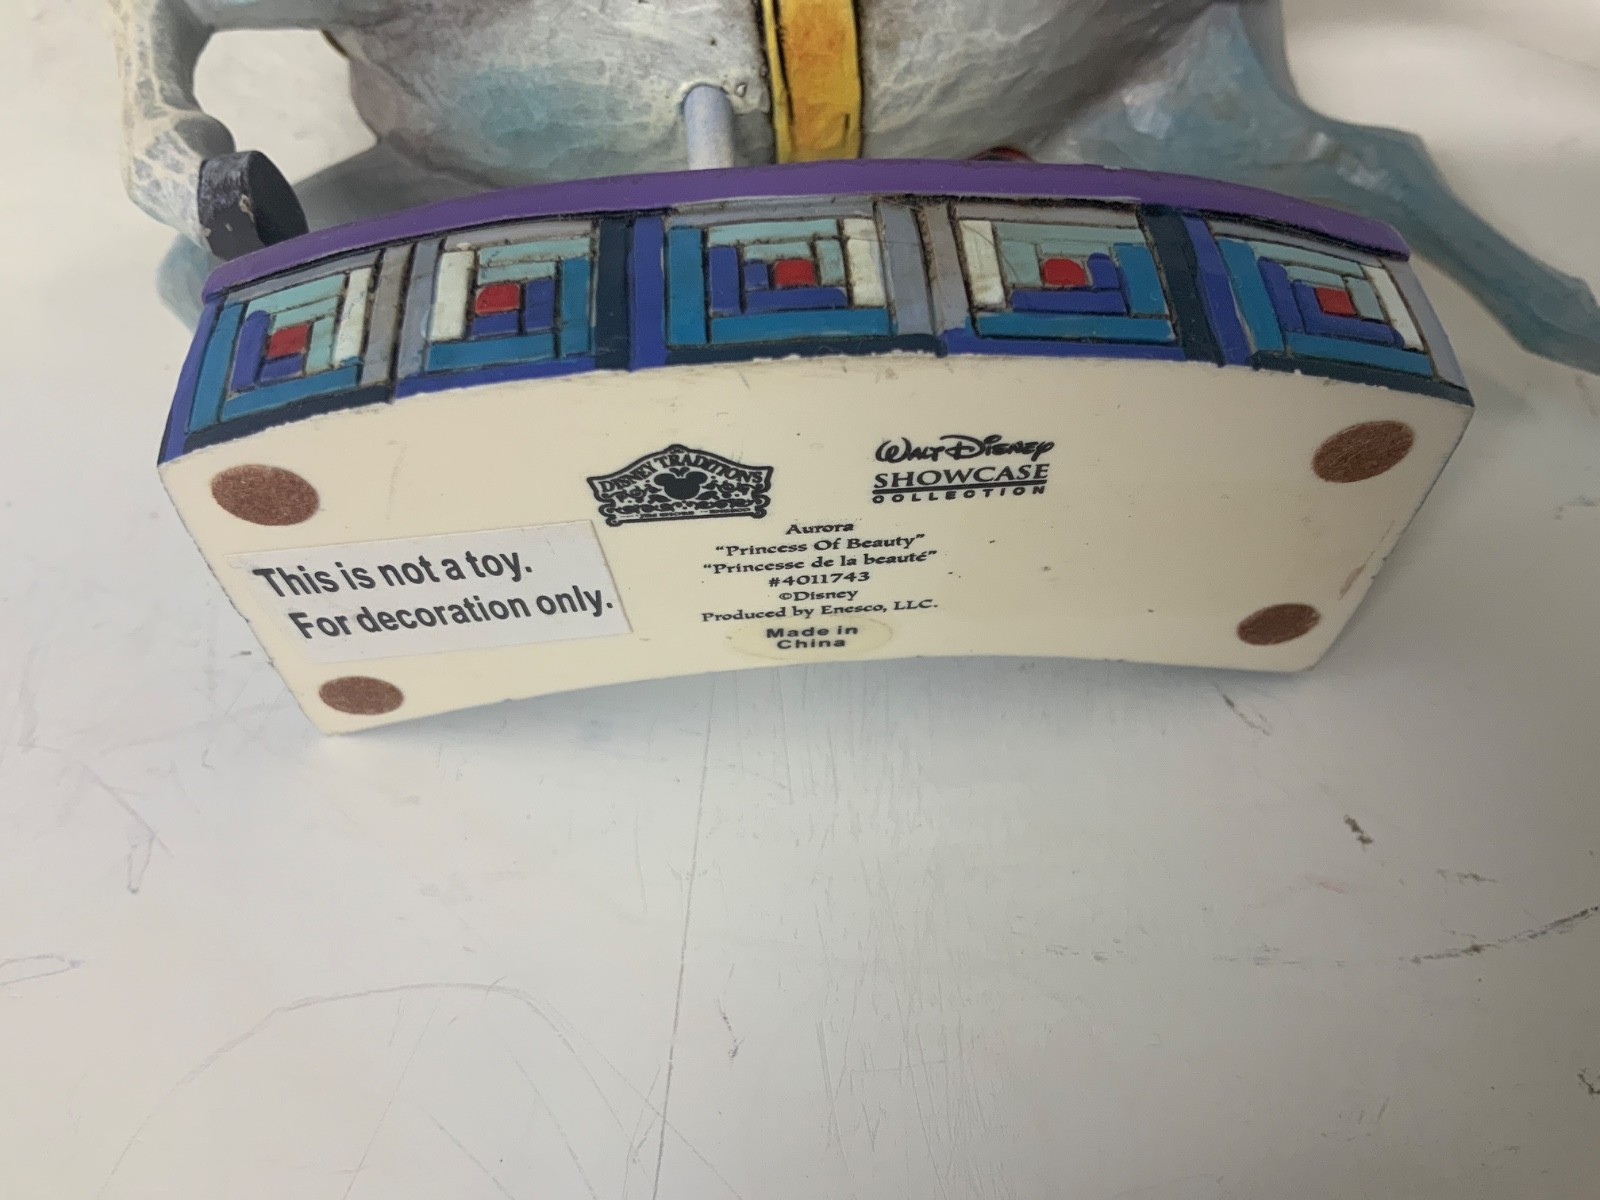 DISNEY TRADITIONS
WALT DISNEY
SHOWCASE
COLLECTION
Aurora
"Princess Of Beauty"
"Princesse de la beauté"
#4011743
©Disney
Produced by Enesco, LLC.
Made in
China
This is not a toy.
For decoration only.